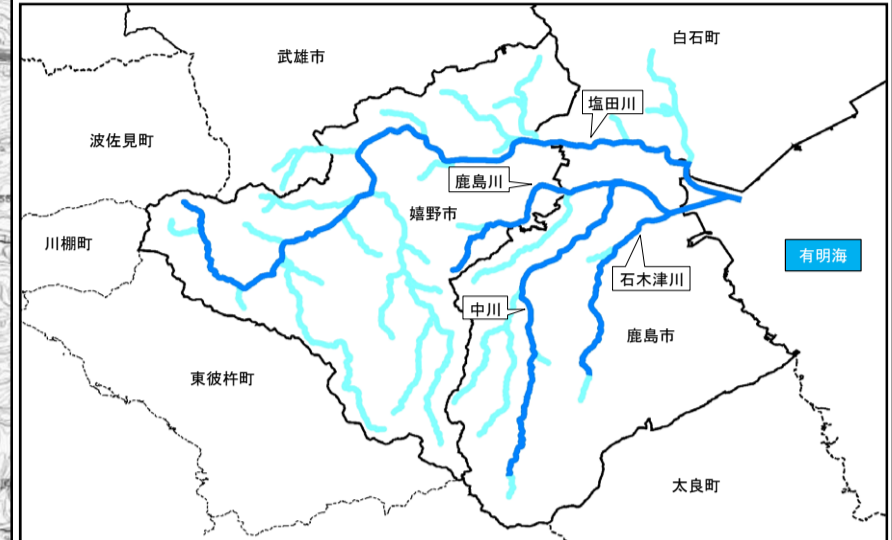 白石町
武雄市
塩田川
波佐見町
鹿島川
嬉野市
川棚町
有明海
石木津川
中川
鹿島市
東彼杵町
太良町